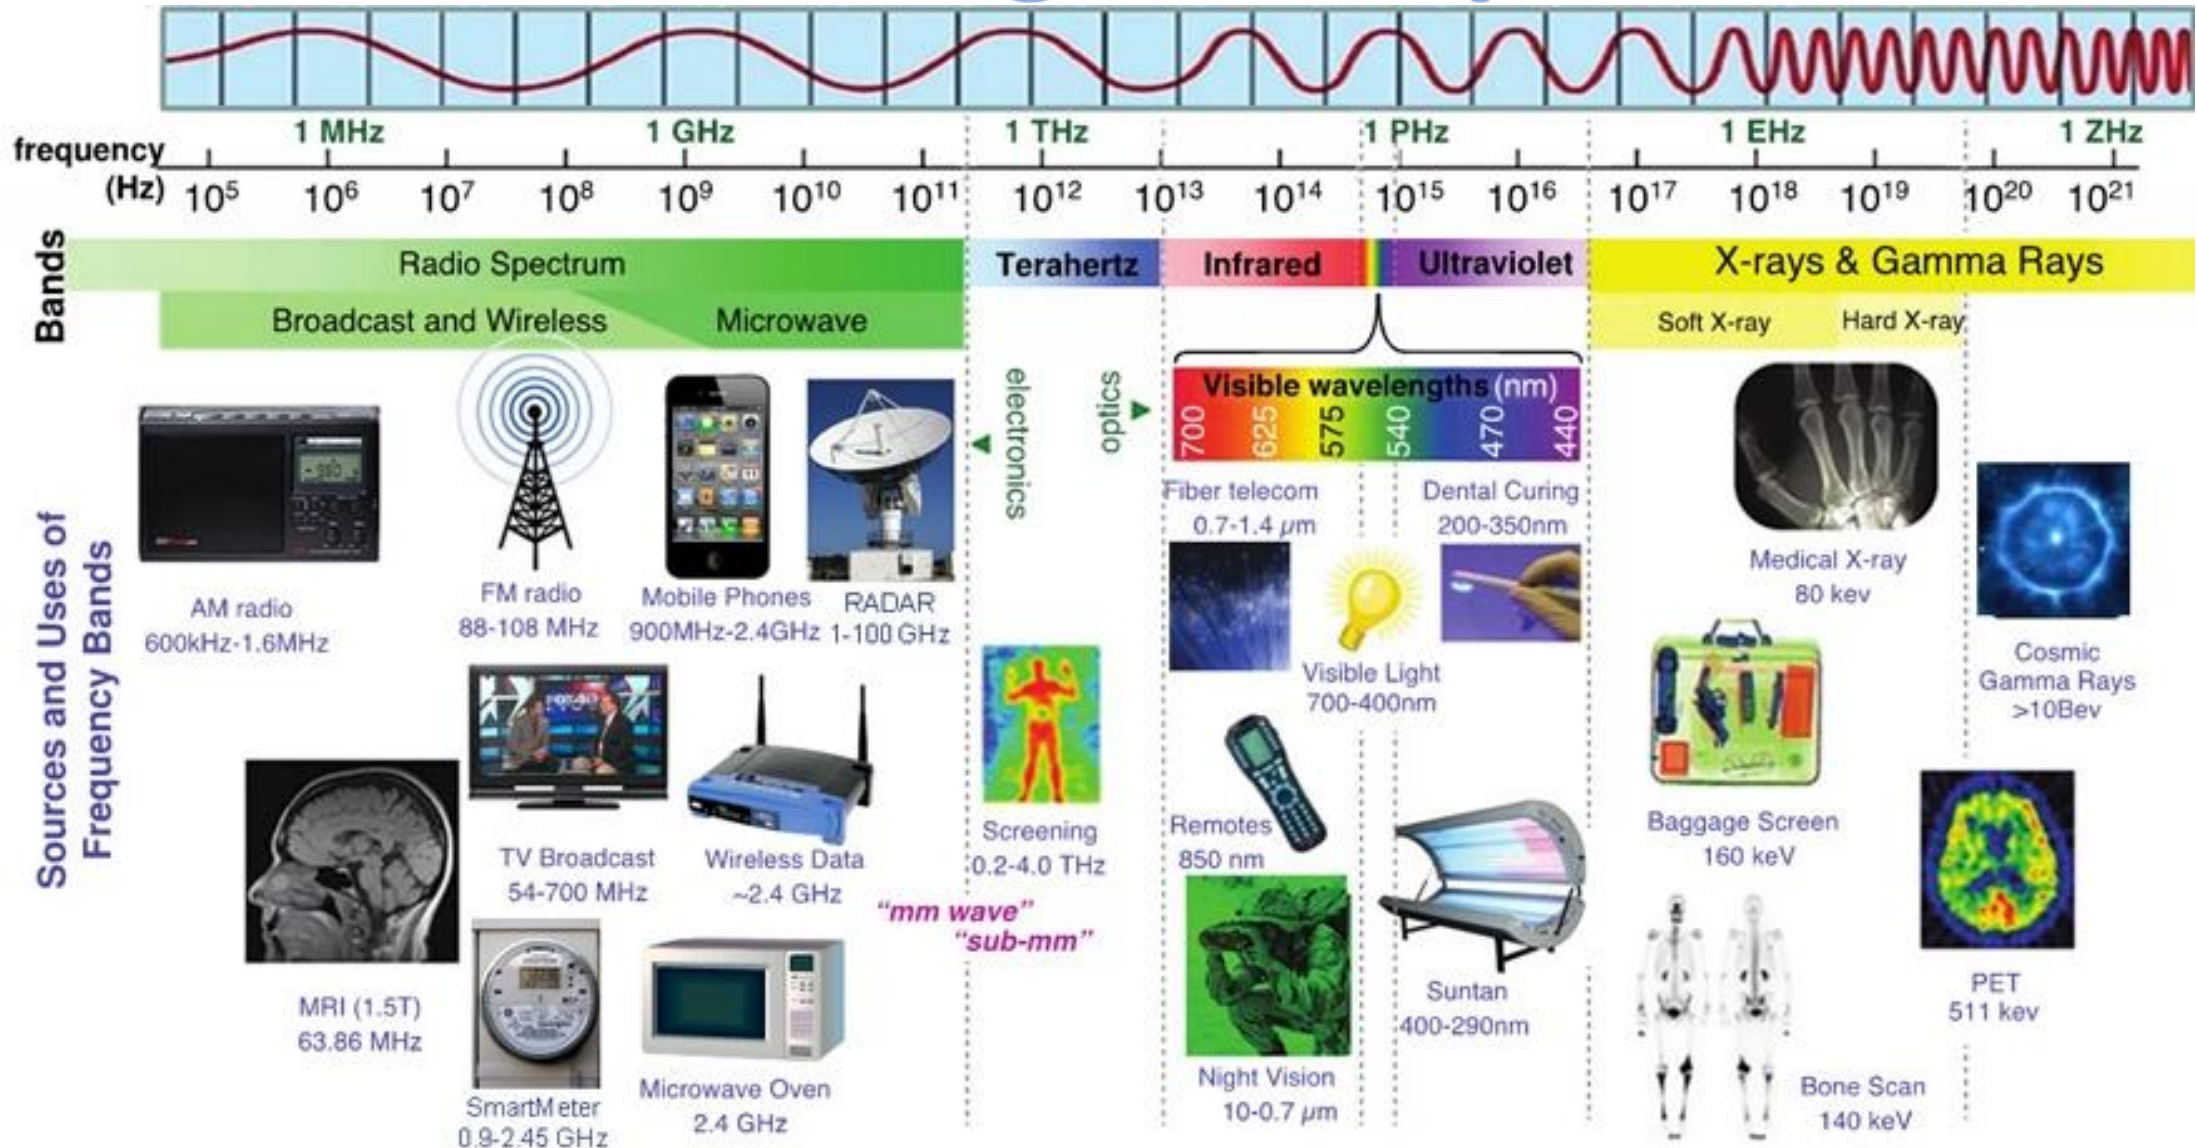 1 MHz 1 GHz 1 THz 1 PHz 1 EHz 1 ZHz
frequency
(Hz) 10⁵ 10⁶ 10⁷ 10⁸ 10⁹ 10¹⁰ 10¹¹ 10¹² 10¹³ 10¹⁴ 10¹⁵ 10¹⁶ 10¹⁷ 10¹⁸ 10¹⁹ 10²⁰ 10²¹
Bands
Radio Spectrum
Terahertz
Infrared
Ultraviolet
X-rays & Gamma Rays
Broadcast and Wireless
Microwave
Soft X-ray
Hard X-ray
electronics
optics
Visible wavelengths (nm)
700 625 575 540 470 440
Sources and Uses of
Frequency Bands
AM radio
600kHz-1.6MHz
FM radio
88-108 MHz
Mobile Phones
900MHz-2.4GHz
RADAR
1-100 GHz
Fiber telecom
0.7-1.4 µm
Dental Curing
200-350nm
Visible Light
700-400nm
Medical X-ray
80 kev
Cosmic
Gamma Rays
>10Bev
MRI (1.5T)
63.86 MHz
TV Broadcast
54-700 MHz
Wireless Data
~2.4 GHz
Screening
0.2-4.0 THz
"mm wave"
"sub-mm"
Remotes
850 nm
Baggage Screen
160 keV
SmartMeter
0.9-2.45 GHz
Microwave Oven
2.4 GHz
Night Vision
10-0.7 µm
Suntan
400-290nm
Bone Scan
140 keV
PET
511 kev